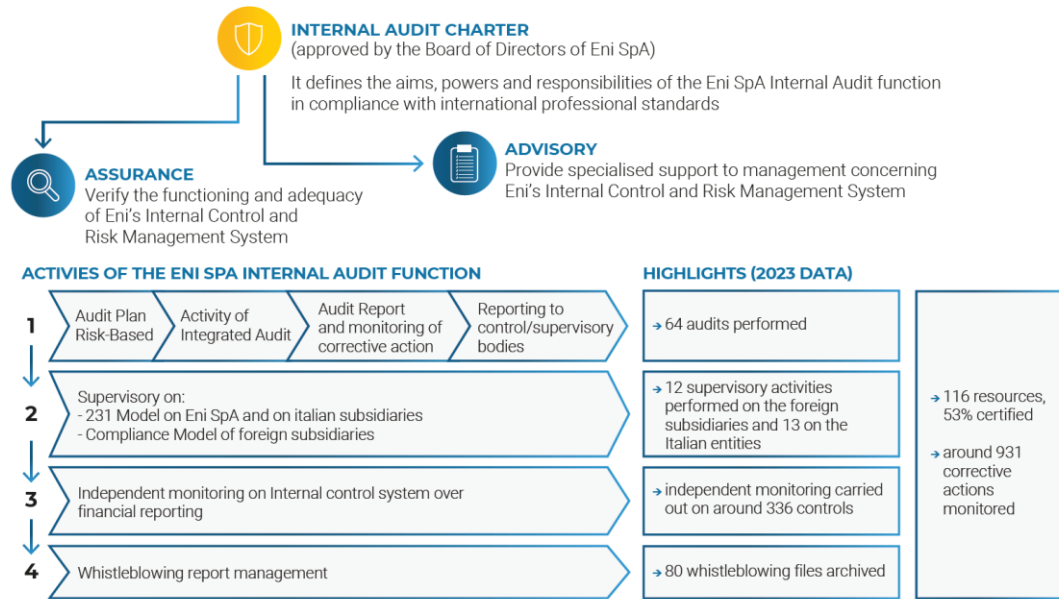 INTERNAL AUDIT CHARTER
(approved by the Board of Directors of Eni SpA)
It defines the aims, powers and responsibilities of the Eni SpA Internal Audit function
in compliance with international professional standards
ASSURANCE
Verify the functioning and adequacy
of Eni's Internal Control and
Risk Management System
ADVISORY
Provide specialised support to management concerning
Eni's Internal Control and Risk Management System
ACTIVIES OF THE ENI SPA INTERNAL AUDIT FUNCTION
HIGHLIGHTS (2023 DATA)
1
Audit Plan
Risk-Based
Activity of
Integrated Audit
Audit Report
and monitoring of
corrective action
Reporting to
control/supervisory
bodies
→ 64 audits performed
2
Supervisory on:
- 231 Model on Eni SpA and on italian subsidiaries
- Compliance Model of foreign subsidiaries
→ 12 supervisory activities
performed on the foreign
subsidiaries and 13 on the
Italian entities
3
Independent monitoring on Internal control system over
financial reporting
→ independent monitoring carried
out on around 336 controls
4
Whistleblowing report management
→ 80 whistleblowing files archived
→ 116 resources,
53% certified
→ around 931
corrective
actions
monitored